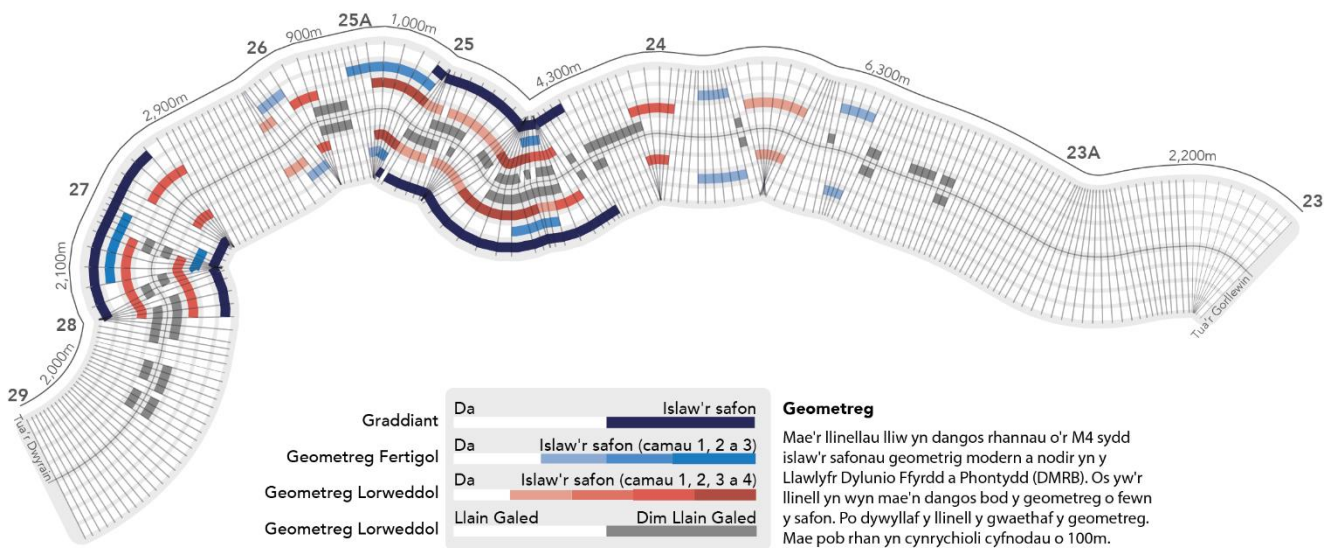 25A
1,000m
25
26
900m
24
4,300m
6,300m
2,900m
23A
2,200m
23
27
2,100m
28
2,000m
29
Tua'r Dwyrain
Tua'r Gorllewin
Graddiant
Da
Islaw'r safon
Geometreg Fertigol
Da
Islaw'r safon (camau 1, 2 a 3)
Geometreg Lorweddol
Da
Islaw'r safon (camau 1, 2, 3 a 4)
Geometreg Lorweddol
Llain Galed
Dim Llain Galed
Geometreg
Mae'r llinellau lliw yn dangos rhannau o'r M4 sydd
islaw'r safonau geometrig modern a nodir yn y
Llawlyfr Dylunio Ffyrdd a Phontydd (DMRB). Os yw'r
llinell yn wyn mae'n dangos bod y geometreg o fewn
y safon. Po dywyllaf y llinell y gwaethaf y geometreg.
Mae pob rhan yn cynrychioli cyfnodau o 100m.